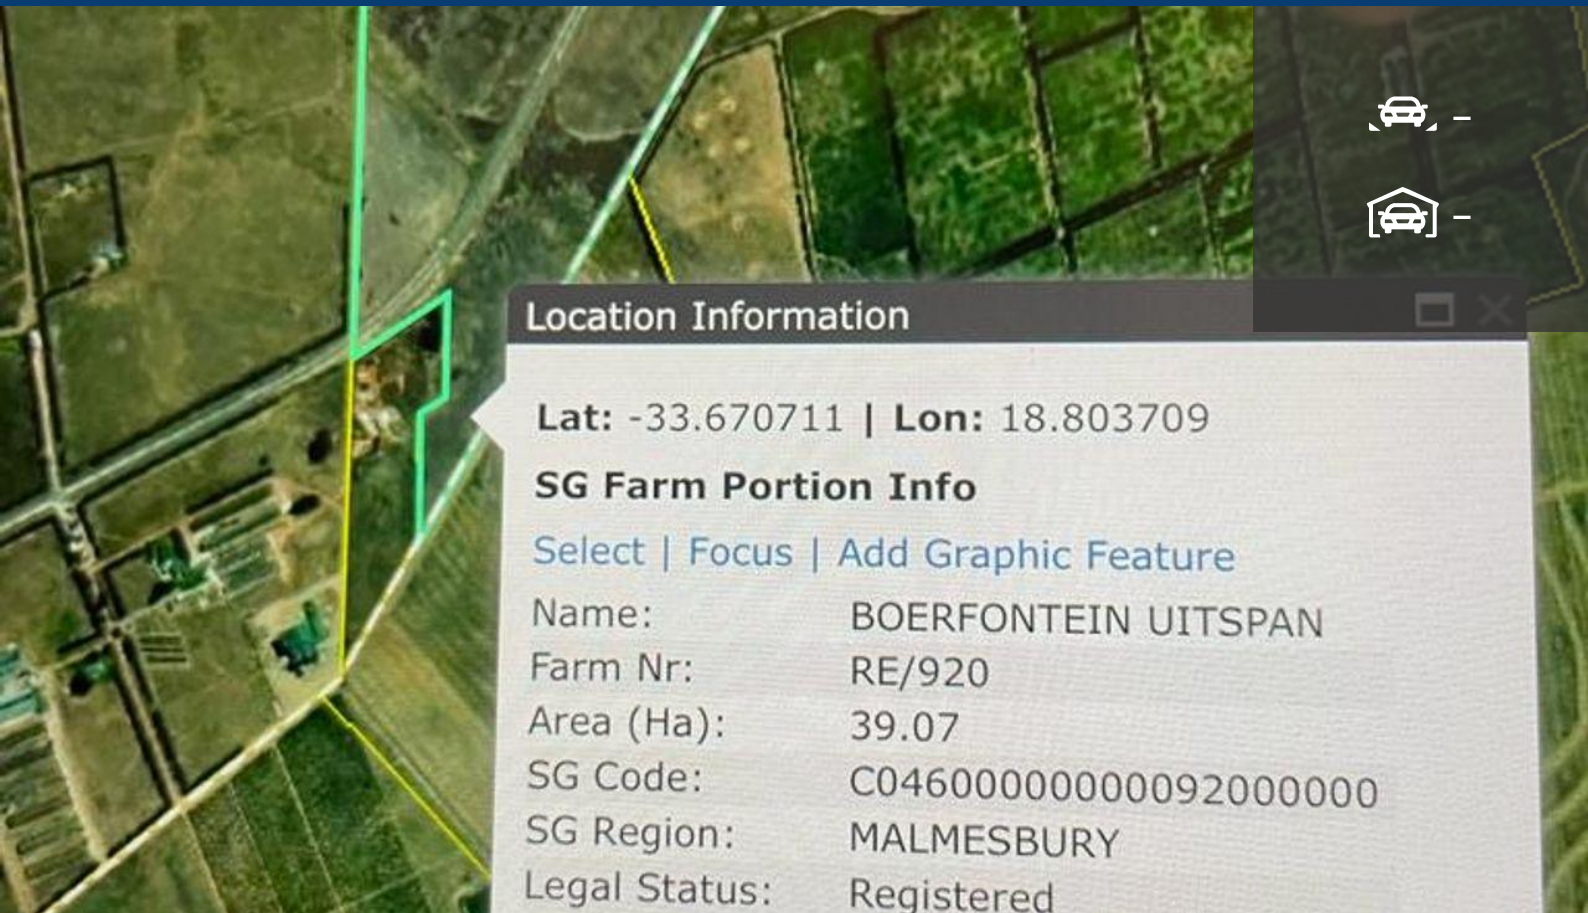 –
–
Location Information
Lat: -33.670711 | Lon: 18.803709
SG Farm Portion Info
Select | Focus | Add Graphic Feature
Name: BOERFONTEIN UITSPAN
Farm Nr: RE/920
Area (Ha): 39.07
SG Code: C04600000000092000000
SG Region: MALMESBURY
Legal Status: Registered